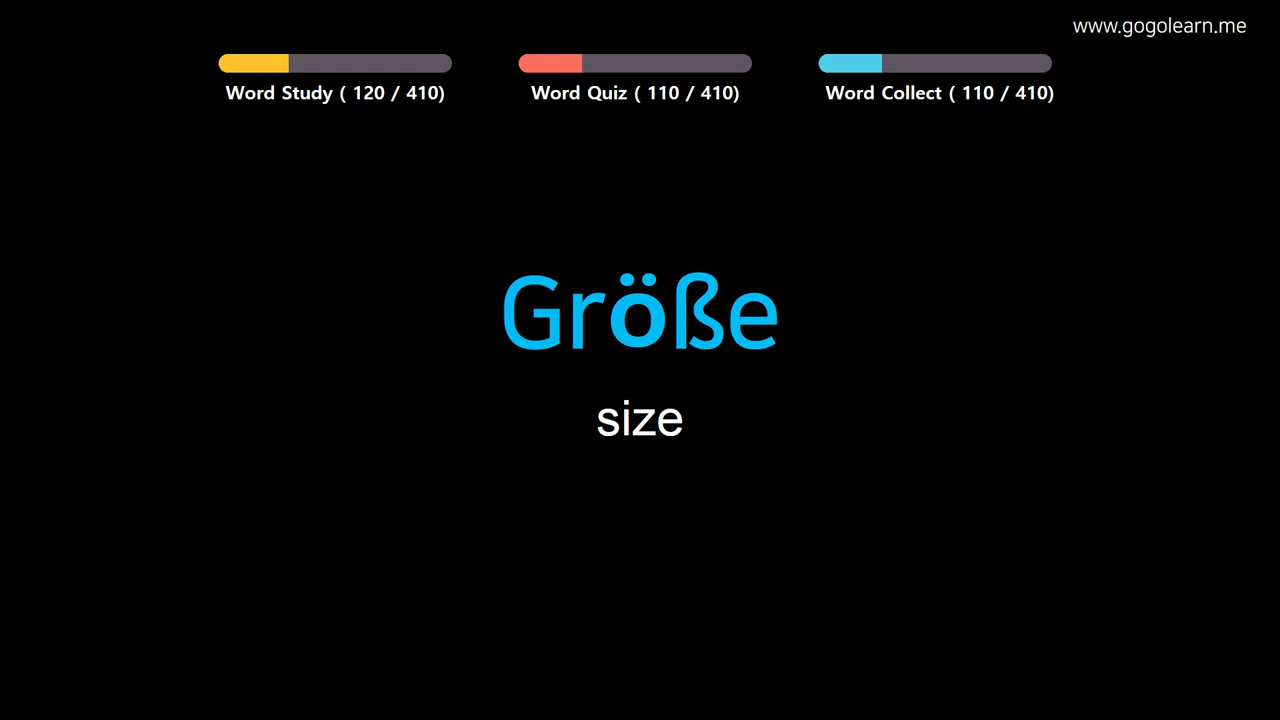 www.gogolearn.me
Word Study ( 120 / 410)
Word Quiz ( 110 / 410)
Word Collect ( 110 / 410)
Größe
size